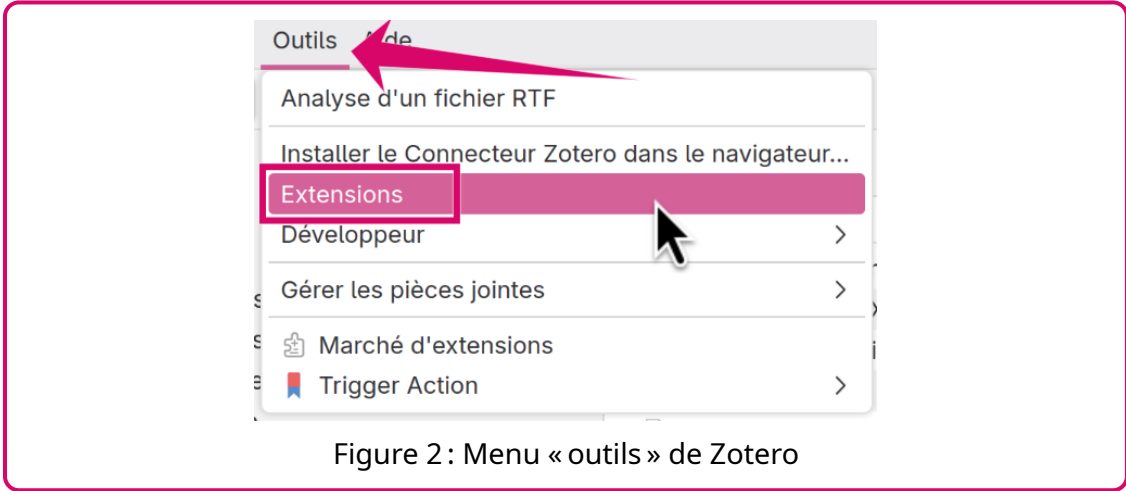 Outils Aide
Analyse d'un fichier RTF
Installer le Connecteur Zotero dans le navigateur...
Extensions
Développeur
Gérer les pièces jointes
Marché d'extensions
Trigger Action
Figure 2 : Menu « outils » de Zotero